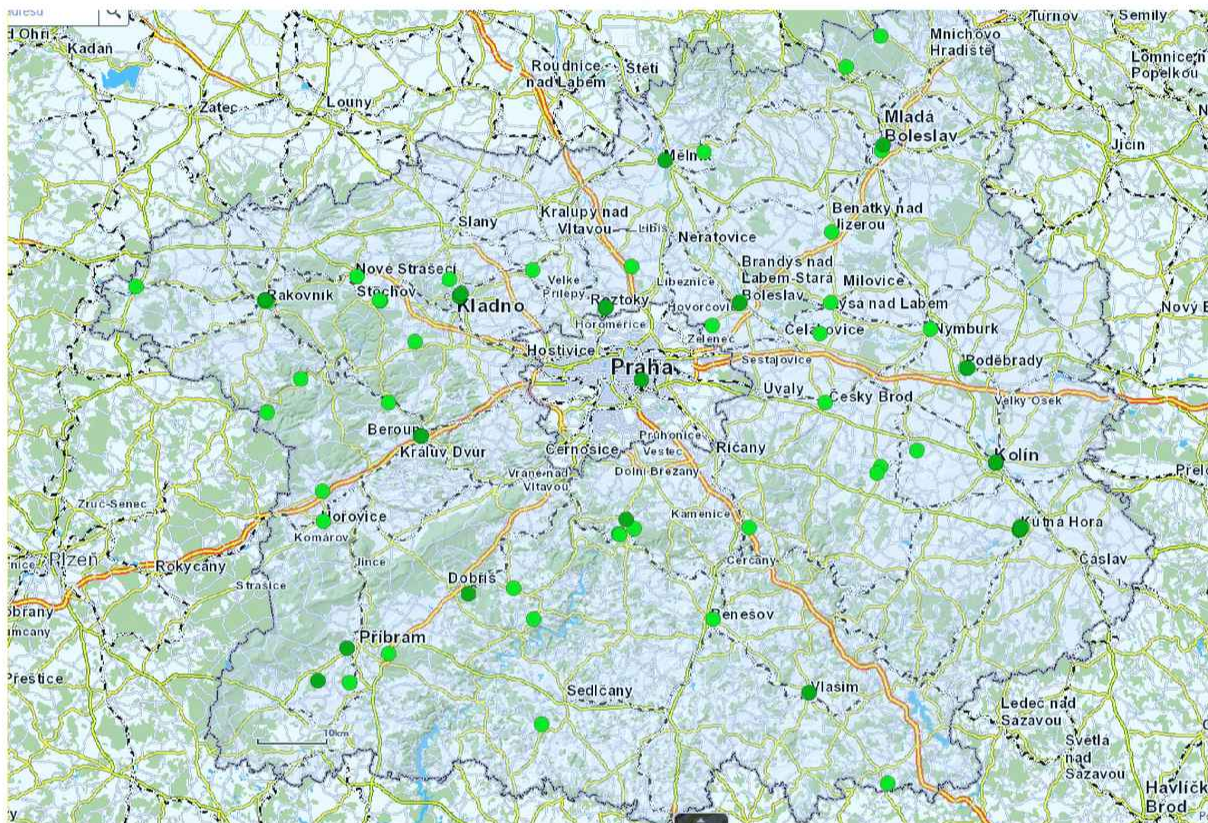 Turnov
Semily
Mnichovo
Hradiště
Kadaň
Lomnice n
Popelkou
Roudnice
nad Labem
Štětí
Žatec
Louny
Mladá
Boleslav
Jičín
Mělník
Slaný
Kralupy nad
Vltavou
Libiš
Neratovice
Benátky nad
Jizerou
Nové Strašecí
Stochov
Rakovník
Kladno
Velké
Přílepy
Roztoky
Libeznice
Hovorčovice
Brandýs nad
Labem-Stará
Boleslav
Milovice
Lysá nad Labem
Horoměřice
Zeleneč
Čelákovice
Nymburk
Hostivice
Praha
Šestajovice
Poděbrady
Úvaly
Český Brod
Velký Osek
Beroun
Králův Dvůr
Černošice
Průhonice
Vestec
Říčany
Dolní Břežany
Vrané nad
Vltavou
Kolín
Zruč-Senec
Hořovice
Komárov
Kamenice
Kutná Hora
Plzeň
Rokycany
Strašice
Jince
Čerčany
Čáslav
Dobříš
Benešov
Příbram
Přeštice
Sedlčany
Vlašim
Ledeč nad
Sázavou
Světlá
nad
Sázavou
10km
Havlíčk
Brod